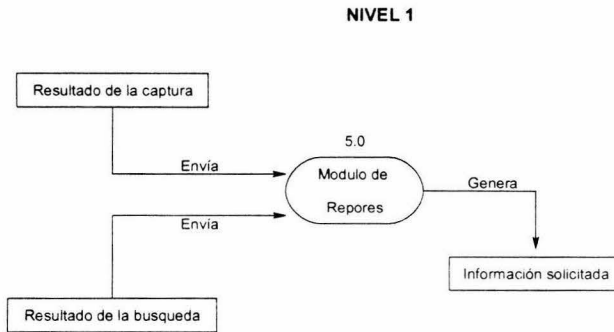 NIVEL 1
Resultado de la captura
5.0
Envía
Modulo de
Genera
Repores
Envía
Información solicitada
Resultado de la busqueda